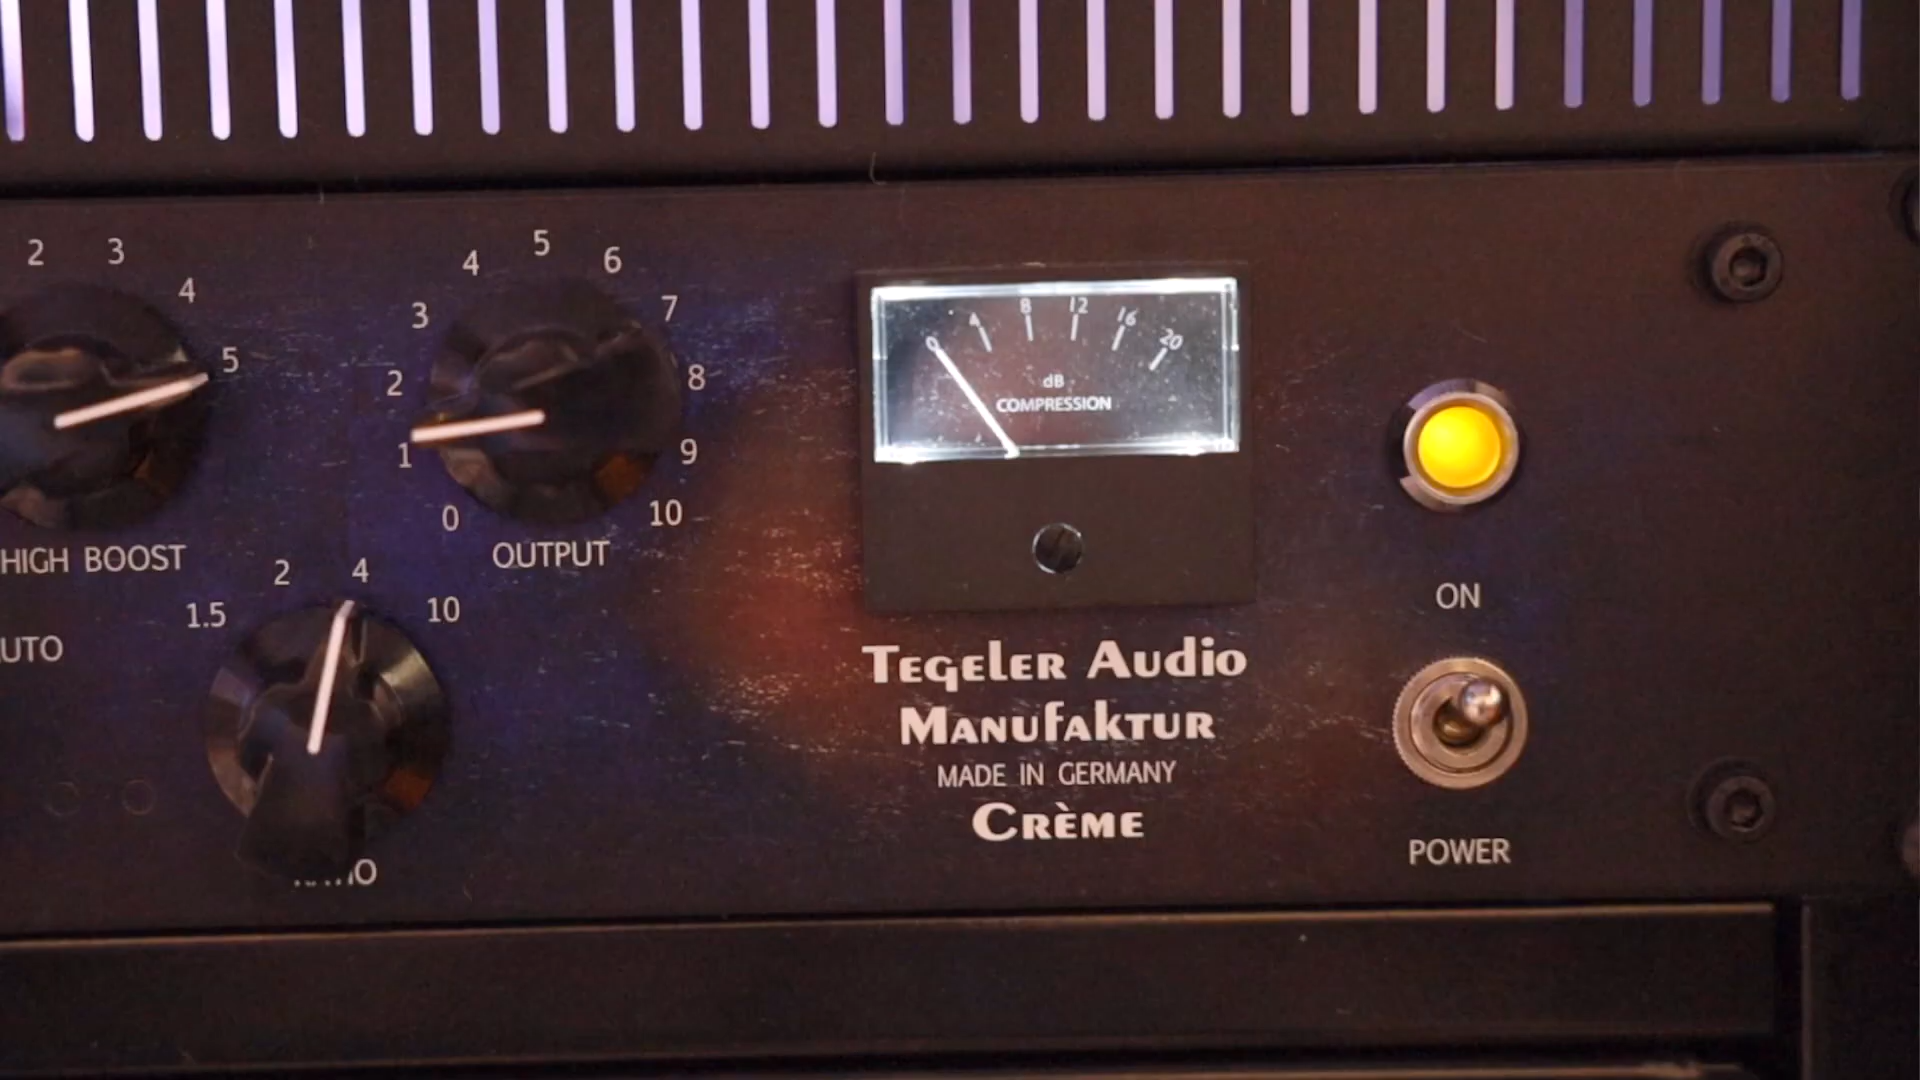 2 3 4 5
HIGH BOOST
0 1 2 3 4 5 6 7 8 9 10
OUTPUT
1.5 2 4 10
0 4 8 12 16 20
dB
COMPRESSION
ON
TEGELER AUDIO
MANUFAKTUR
MADE IN GERMANY
CRÈME
POWER